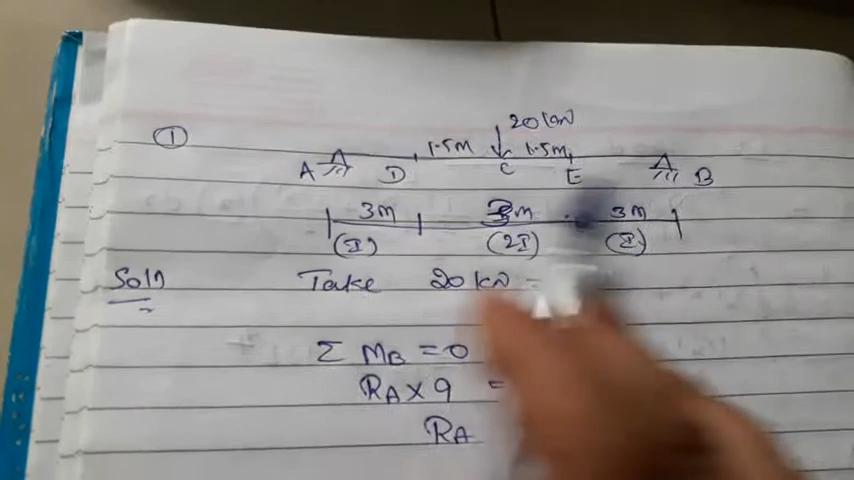 ①
20 kN
1.5m 1.5m
A D C E B
3m 3m 3m
(I) (2I) (I)
Soln Take 20 kN =
Σ MB = 0
RA × 9 =
RA